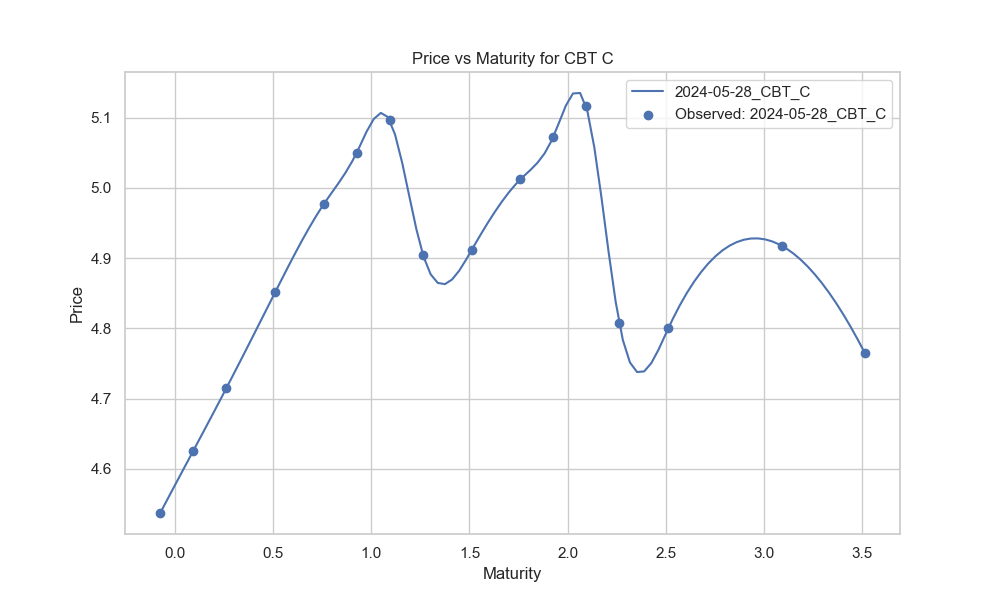 Price vs Maturity for CBT C
2024-05-28_CBT_C
Observed: 2024-05-28_CBT_C
Price
5.1
5.0
4.9
4.8
4.7
4.6
0.0 0.5 1.0 1.5 2.0 2.5 3.0 3.5
Maturity